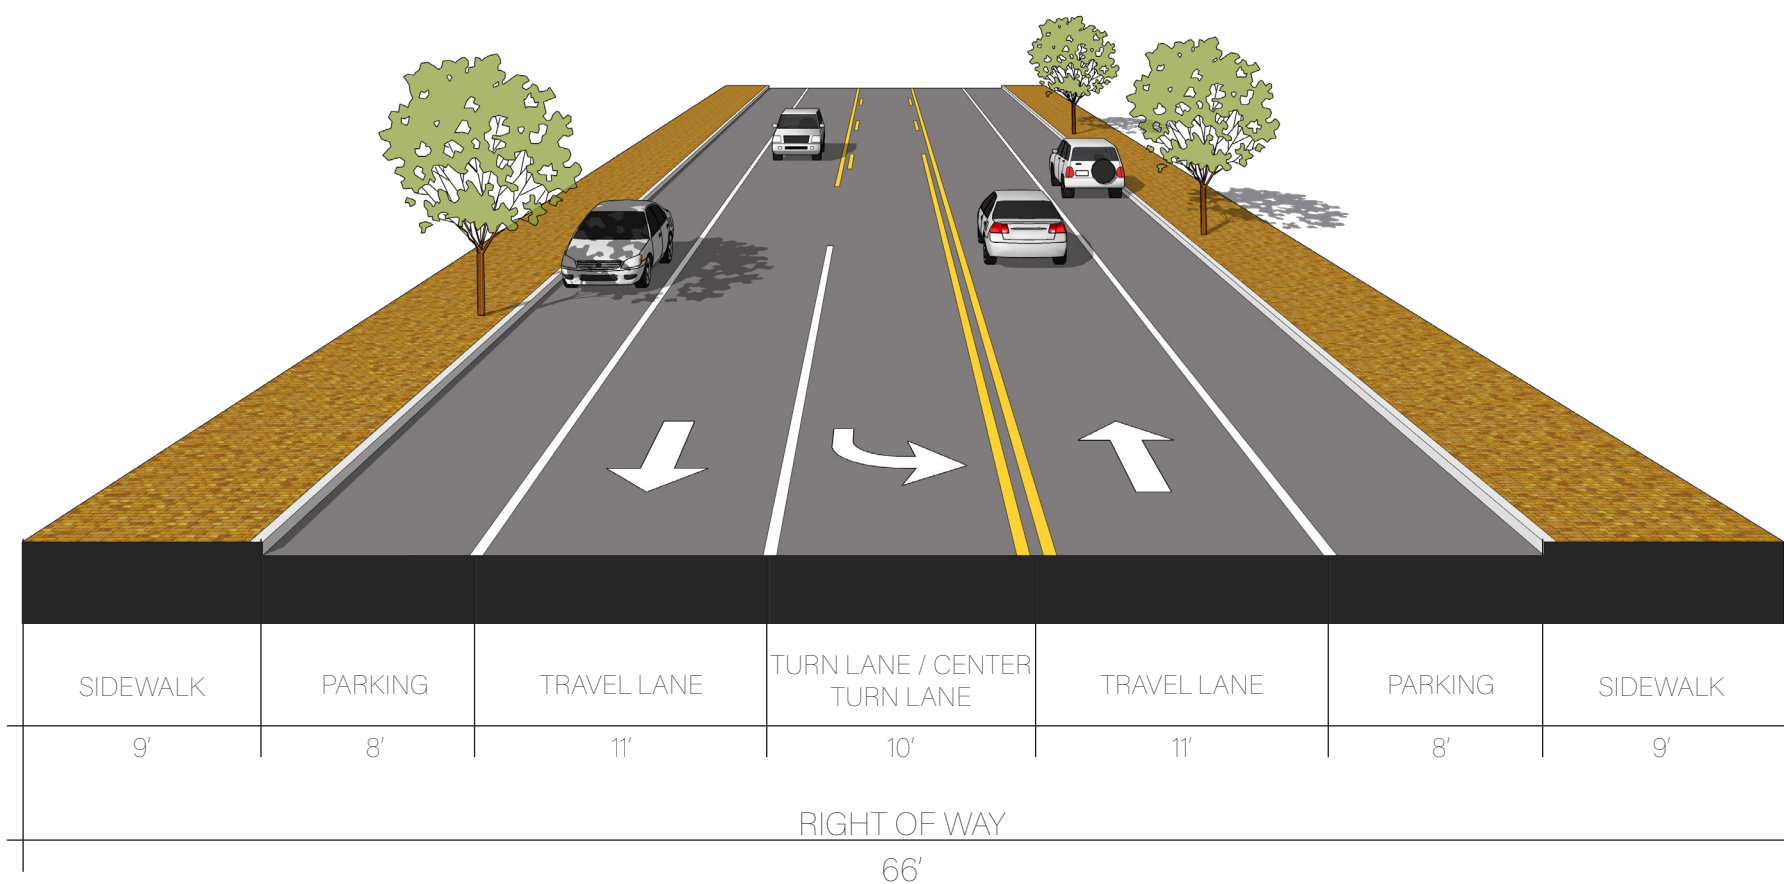 SIDEWALK
PARKING
TRAVEL LANE
TURN LANE / CENTER
TURN LANE
TRAVEL LANE
PARKING
SIDEWALK
9'
8'
11'
10'
11'
8'
9'
RIGHT OF WAY
66'